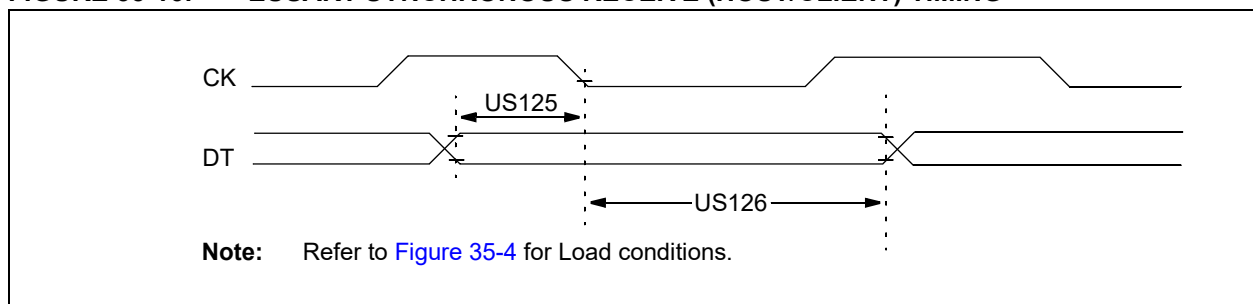 CK
US125
DT
US126
Note: Refer to Figure 35-4 for Load conditions.